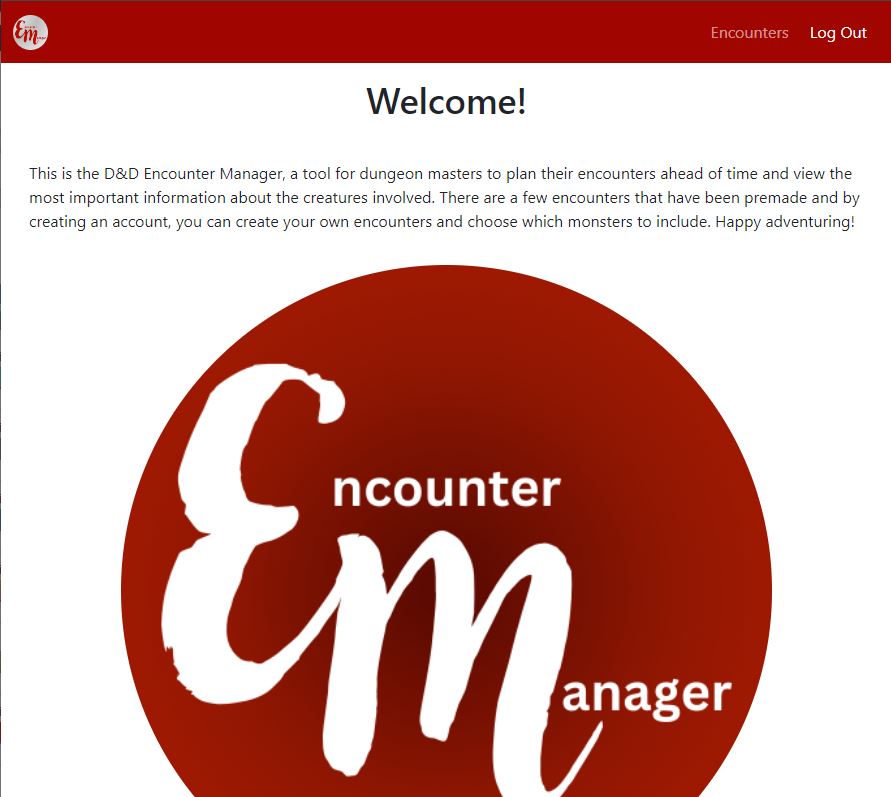 Encounters Log Out
Welcome!
This is the D&D Encounter Manager, a tool for dungeon masters to plan their encounters ahead of time and view the
most important information about the creatures involved. There are a few encounters that have been premade and by
creating an account, you can create your own encounters and choose which monsters to include. Happy adventuring!
Encounter
Manager